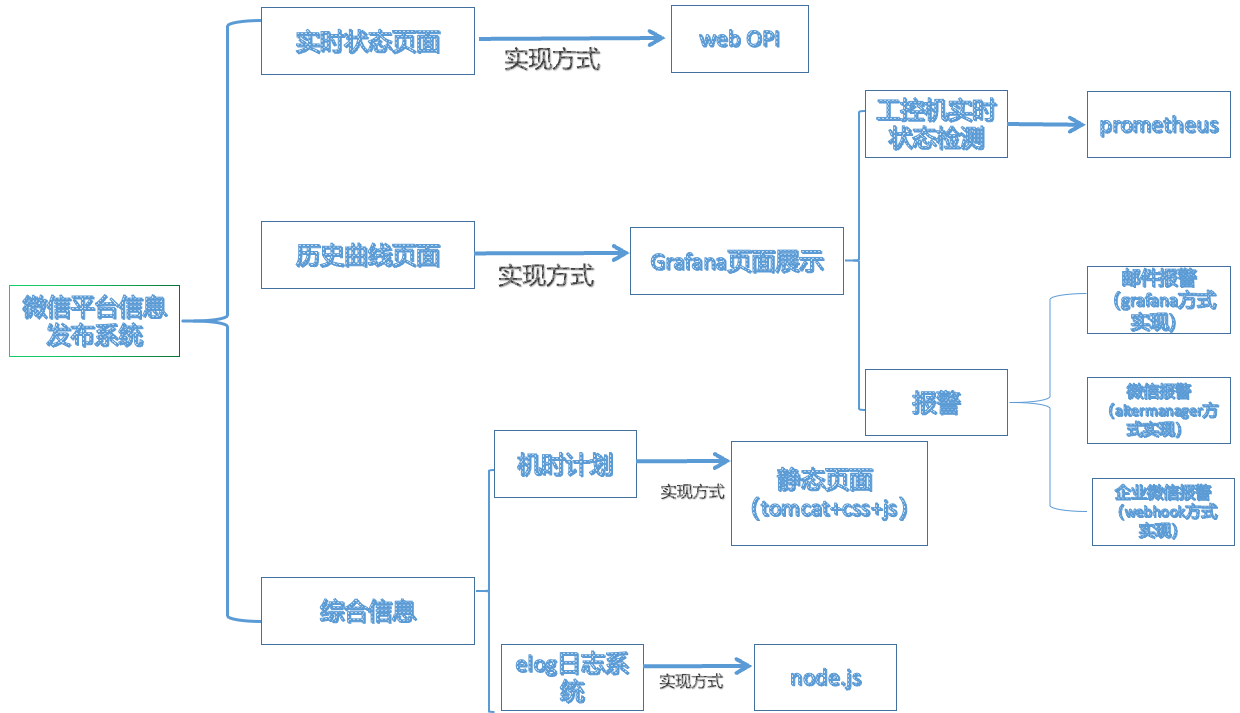 实时状态页面
实现方式
web OPI
工控机实时
状态检测
prometheus
历史曲线页面
实现方式
Grafana页面展示
微信平台信息
发布系统
邮件报警
（grafana方式
实现）
报警
微信报警
（altermanager方
式实现）
企业微信报警
（webhook方式
实现）
机时计划
实现方式
静态页面
（tomcat+css+js）
综合信息
elog日志系
统
实现方式
node.js